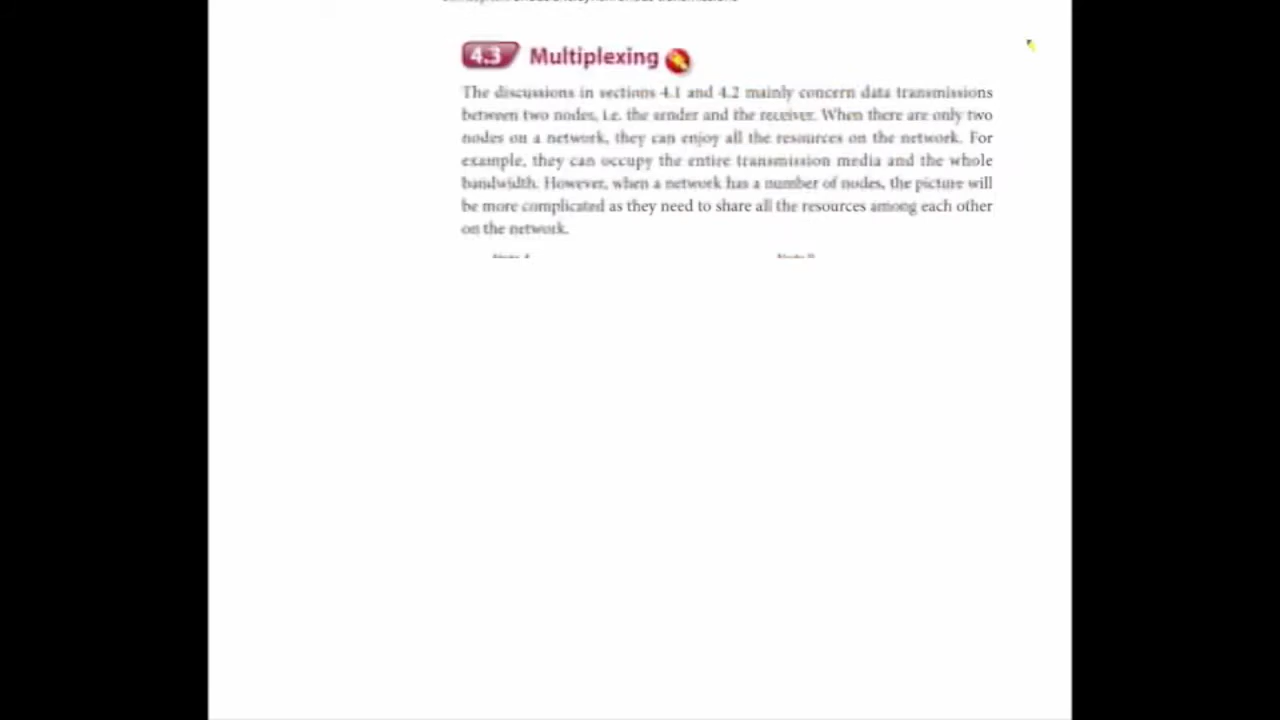 4.3 Multiplexing
The discussions in sections 4.1 and 4.2 mainly concern data transmissions
between two nodes, i.e. the sender and the receiver. When there are only two
nodes on a network, they can enjoy all the resources on the network. For
example, they can occupy the entire transmission media and the whole
bandwidth. However, when a network has a number of nodes, the picture will
be more complicated as they need to share all the resources among each other
on the network.